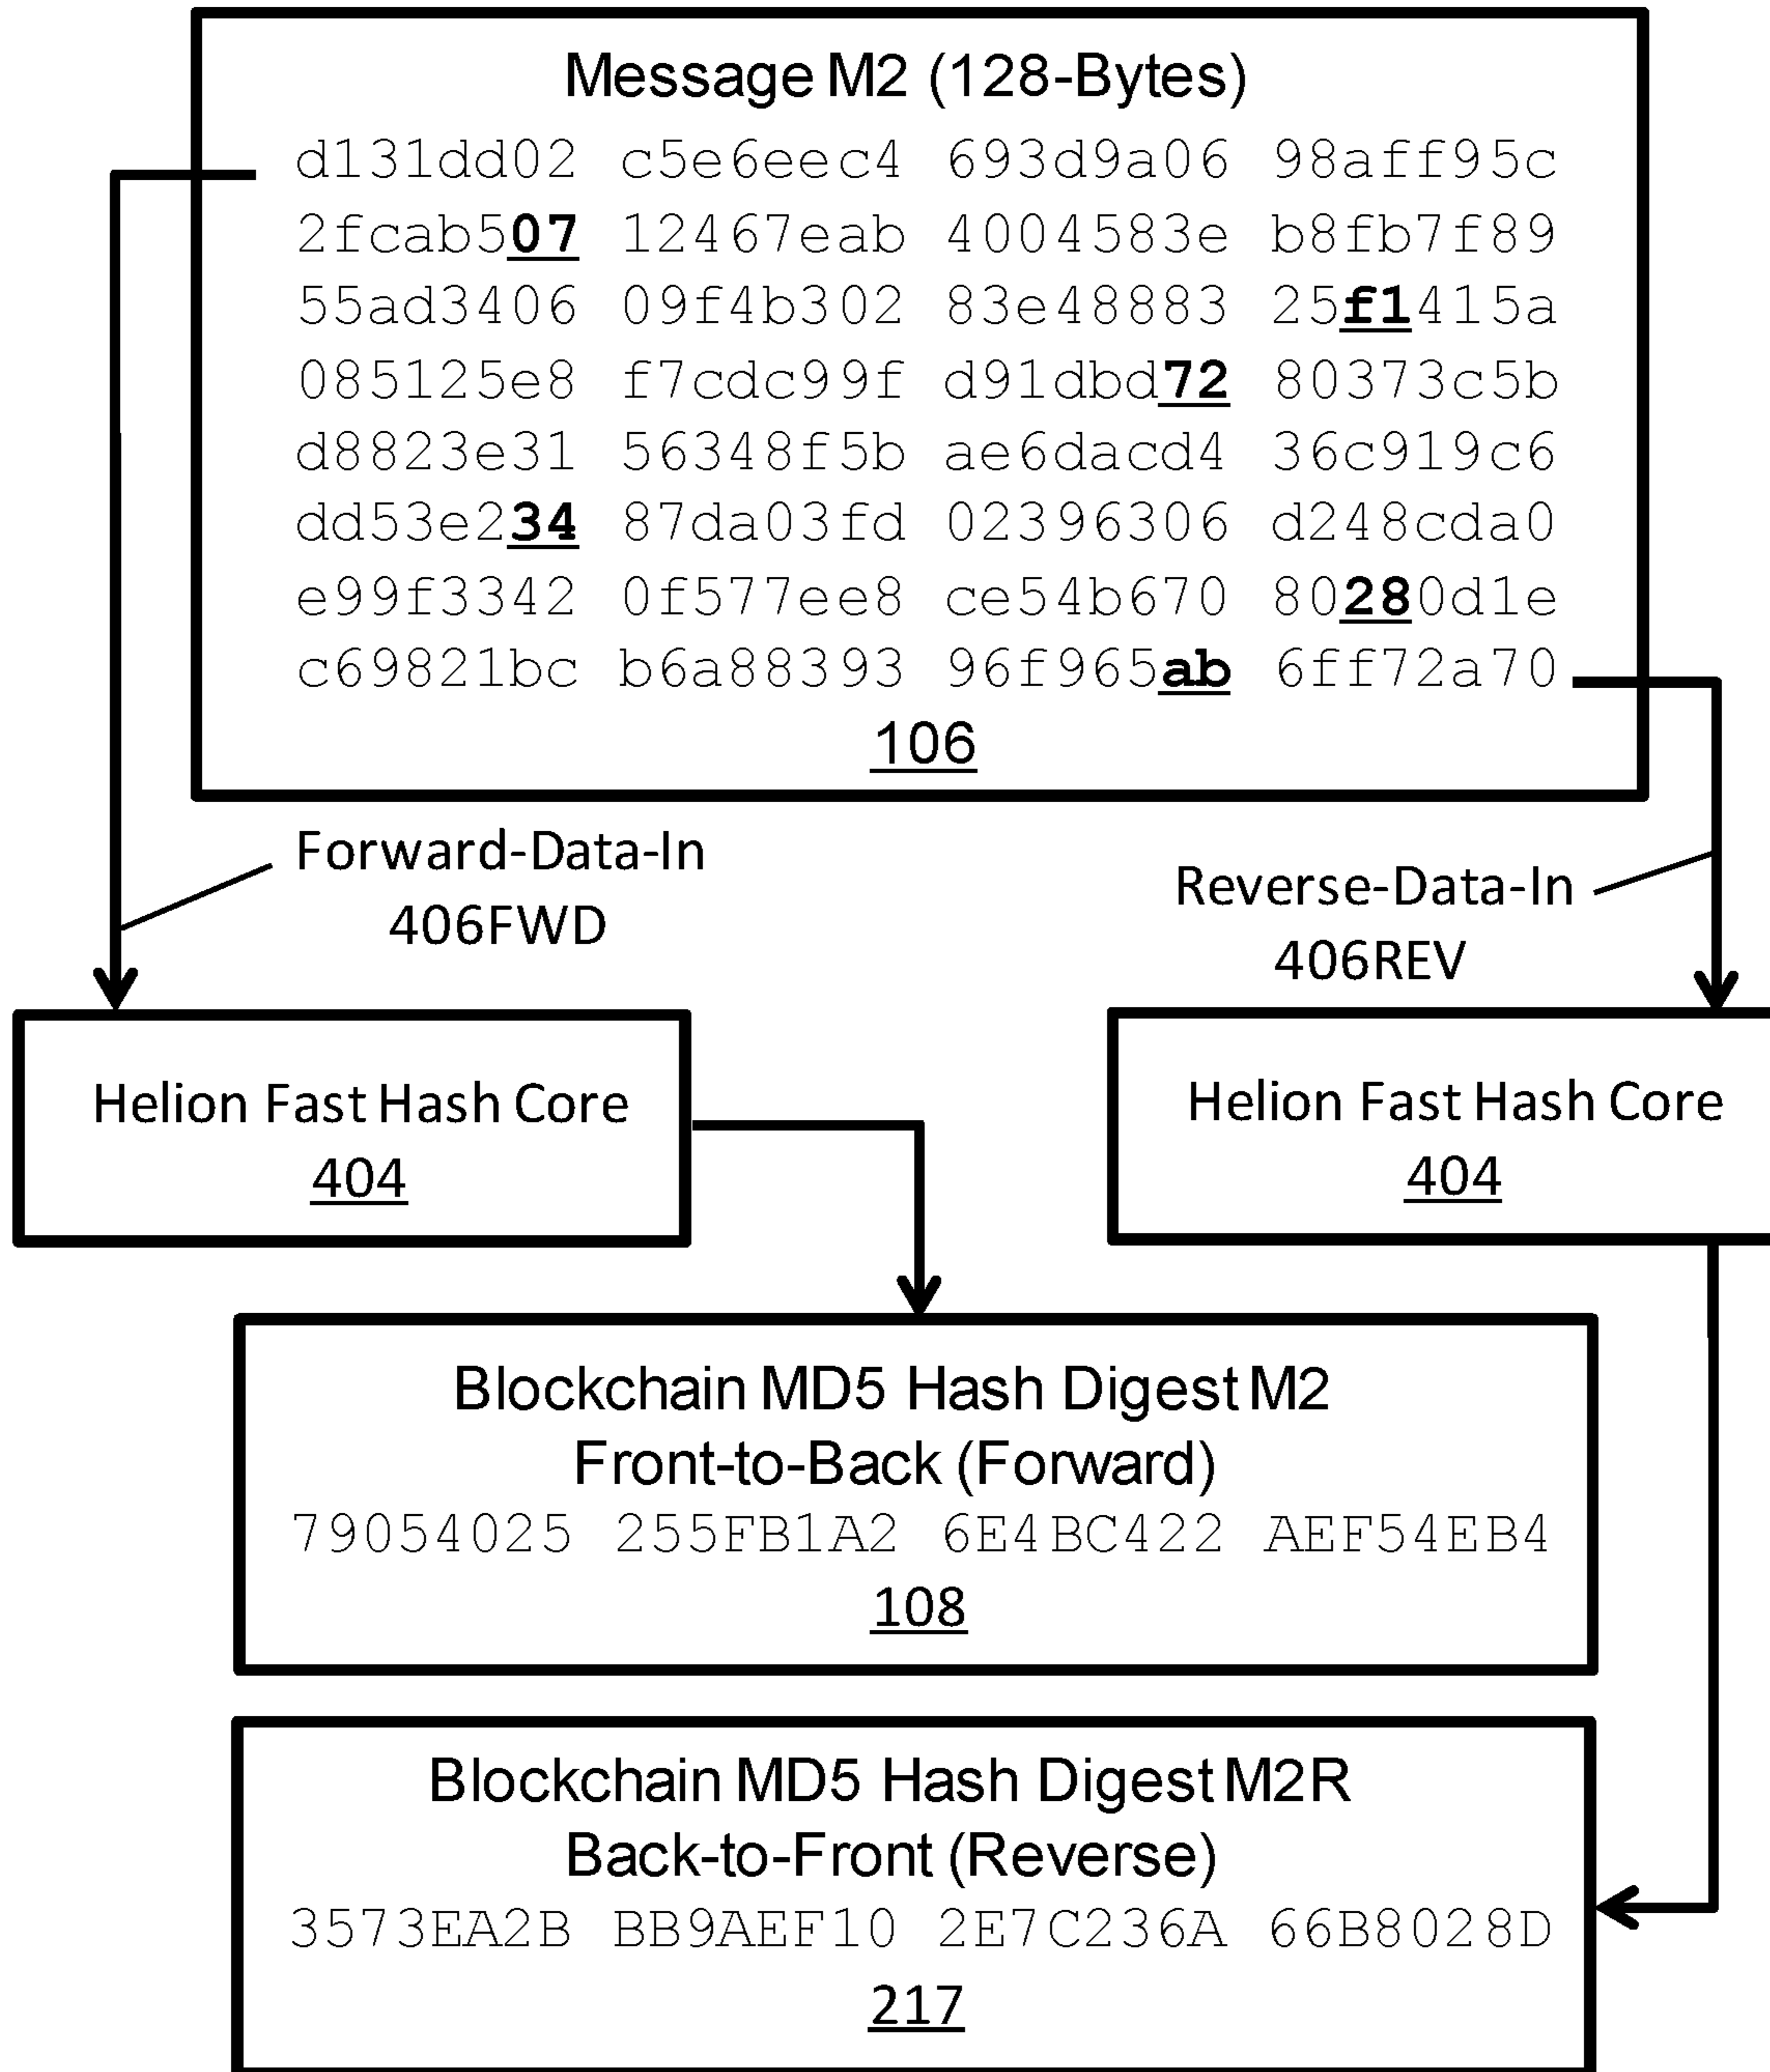 Message M2 (128-Bytes)
d131dd02 c5e6eec4 693d9a06 98aff95c
2fcab507 12467eab 4004583e b8fb7f89
55ad3406 09f4b302 83e48883 25f1415a
085125e8 f7cdc99f d91dbd72 80373c5b
d8823e31 56348f5b ae6dacd4 36c919c6
dd53e234 87da03fd 02396306 d248cda0
e99f3342 0f577ee8 ce54b670 80280d1e
c69821bc b6a88393 96f965ab 6ff72a70
106
Forward-Data-In
406FWD
Reverse-Data-In
406REV
Helion Fast Hash Core
404
Helion Fast Hash Core
404
Blockchain MD5 Hash Digest M2
Front-to-Back (Forward)
79054025 255FB1A2 6E4BC422 AEF54EB4
108
Blockchain MD5 Hash Digest M2R
Back-to-Front (Reverse)
3573EA2B BB9AEF10 2E7C236A 66B8028D
217